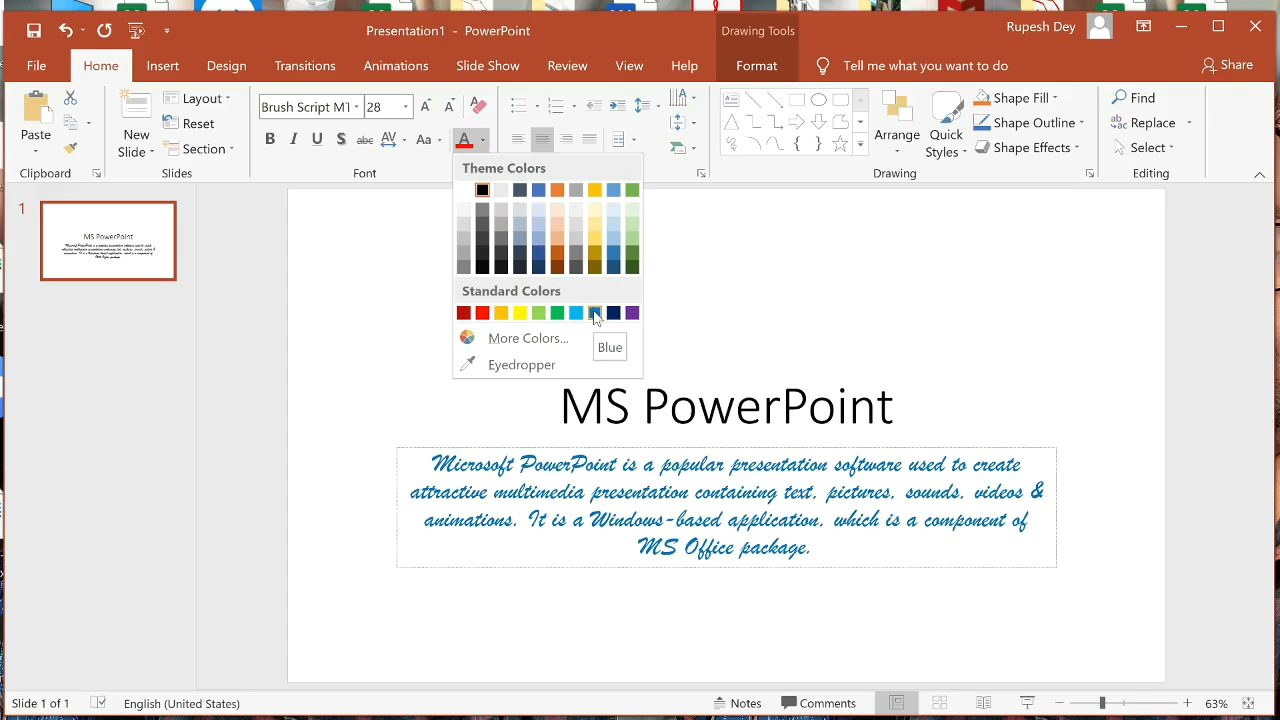 Presentation1 - PowerPoint
Drawing Tools
Rupesh Dey
File
Home
Insert
Design
Transitions
Animations
Slide Show
Review
View
Help
Format
Tell me what you want to do
Share
Paste
Clipboard
New
Slide
Layout
Reset
Section
Slides
Brush Script MT
28
B I U S abc AV Aa A
Font
Arrange
Quick
Styles
Shape Fill
Shape Outline
Shape Effects
Drawing
Find
Replace
Select
Editing
Theme Colors
Standard Colors
More Colors...
Eyedropper
Blue
1
MS PowerPoint
Microsoft PowerPoint is a popular presentation software used to create
attractive multimedia presentation containing text, pictures, sounds, videos &
animations. It is a Windows-based application, which is a component of
MS Office package.
Slide 1 of 1
English (United States)
Notes
Comments
63%